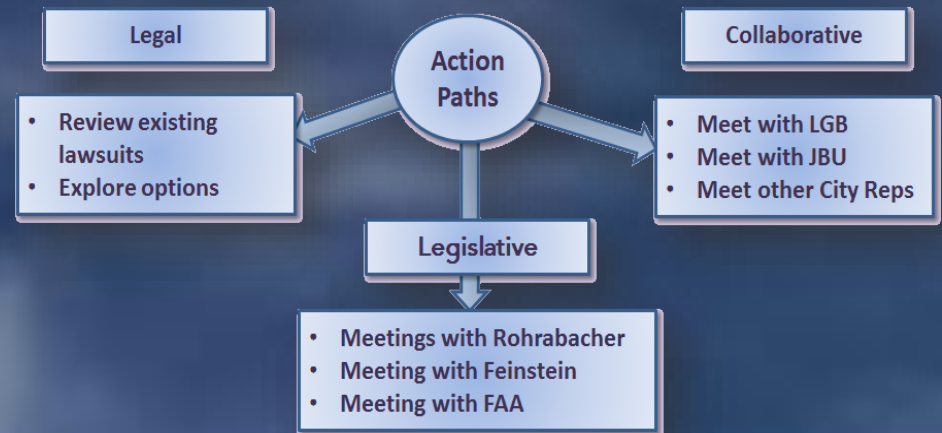 Legal
Action
Paths
Collaborative
• Review existing
lawsuits
• Explore options
• Meet with LGB
• Meet with JBU
• Meet other City Reps
Legislative
• Meetings with Rohrabacher
• Meeting with Feinstein
• Meeting with FAA